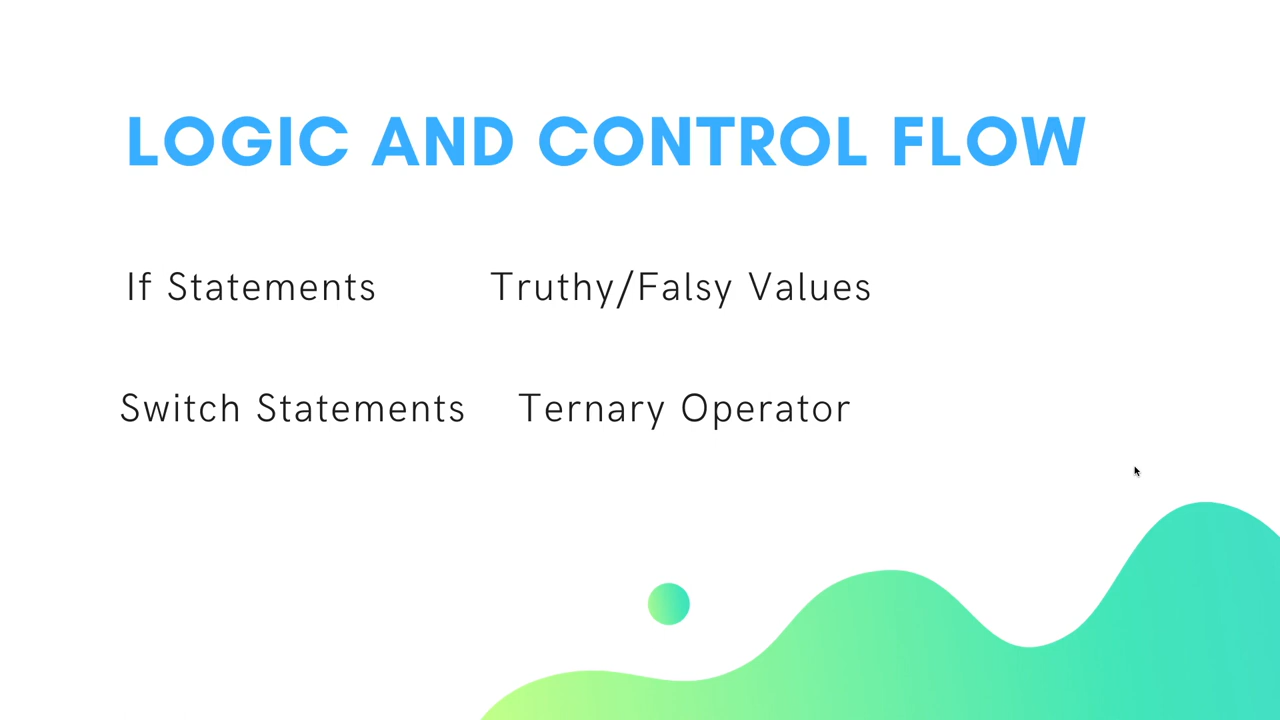 LOGIC AND CONTROL FLOW
If Statements Truthy/Falsy Values
Switch Statements Ternary Operator